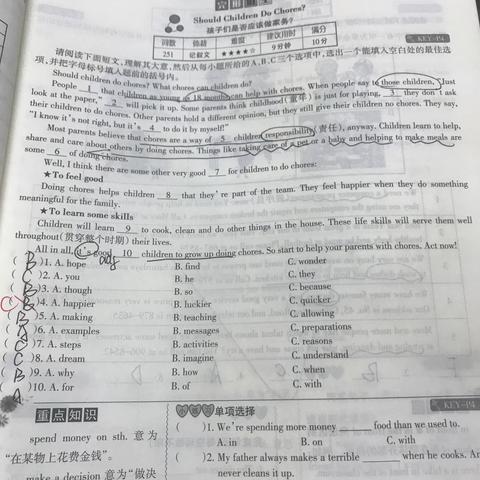 Should Children Do Chores?
孩子们是否应该做家务?
词数 体裁 难度 建议用时 满分
251 记叙文 ★★★★☆ 9分钟 10分
KEY-P4
请阅读下面短文,理解其大意,然后从每小题所给的A、B、C三个选项中,选出一个能填入空白处的最佳选
项,并把字母标号填入题前的括号内。
Should children do chores? What chores can children do?
People 1 that children as young as 18 months can help with chores. When people say to those children, "Just
look at the paper," 2 will pick it up. Some parents think childhood(童年) is just for playing, 3 they don't ask
their children to do chores. Other parents hold a different opinion, but they still give their children no chores. They say,
"I know it's not right, but it's 4 to do it by myself!"
Most parents believe that chores are a way of 5 children responsibility(责任), anyway. Children learn to help,
share and care about others by doing chores. Things like taking care of a pet or a baby and helping to make meals are
some 6 of doing chores.
Well, I think there are some other very good 7 for children to do chores:
★To feel good
Doing chores helps children 8 that they're part of the team. They feel happier when they do something
meaningful for the family.
★To learn some skills
Children will learn 9 to cook, clean and do other things in the house. These life skills will serve them well
throughout(贯穿整个时期) their lives.
All in all, it's good 10 children to grow up doing chores. So start to help your parents with chores. Act now!
( B )1. A. hope B. find C. wonder
( C )2. A. you B. he C. they
( B )3. A. though B. so C. because
( C )4. A. happier B. luckier C. quicker
( B )5. A. making B. teaching C. allowing
( A )6. A. examples B. messages C. preparations
( C )7. A. steps B. activities C. reasons
( C )8. A. dream B. imagine C. understand
( B )9. A. why B. how C. when
( A )10. A. for B. of C. with
重点知识
spend money on sth. 意为
"在某物上花费金钱"。
make a decision 意为"做决
单项选择
KEY-P4
( )1. We're spending more money ______ food than we used to.
A. in B. on C. with
( )2. My father always makes a terrible ______ when he cooks. An
never cleans it up.